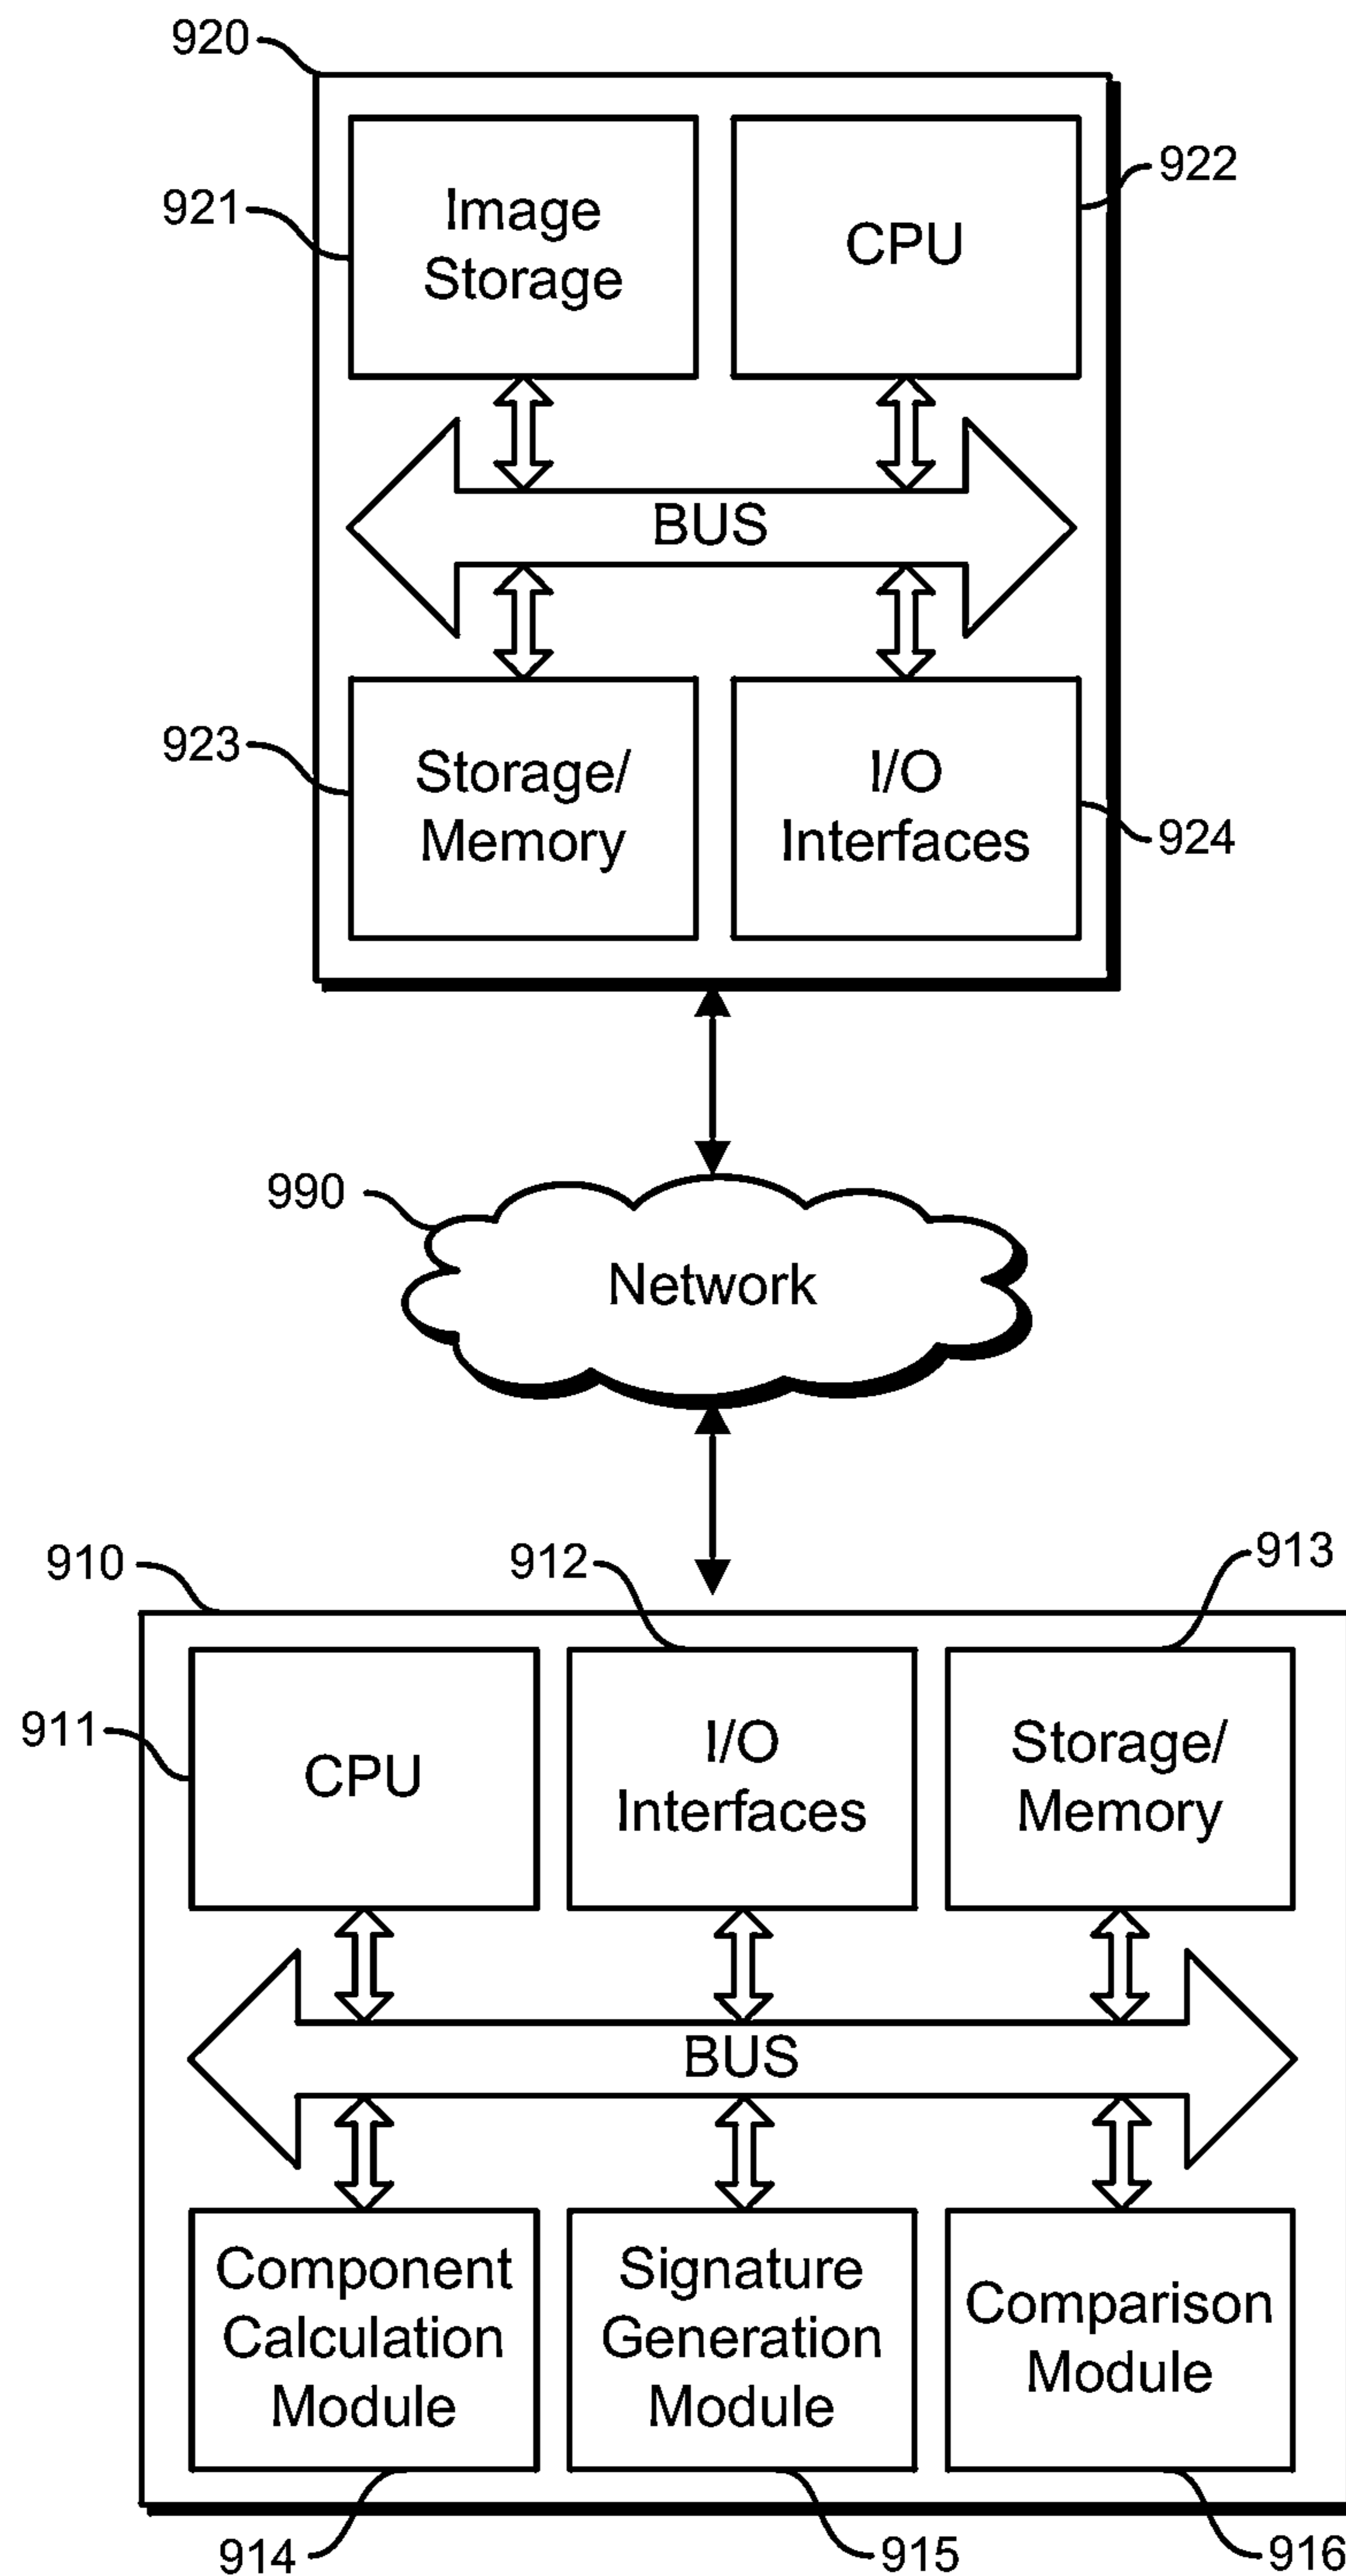 920
921
Image
Storage
CPU
922
BUS
923
Storage/
Memory
I/O
Interfaces
924
990
Network
910
912
913
911
CPU
I/O
Interfaces
Storage/
Memory
BUS
Component
Calculation
Module
Signature
Generation
Module
Comparison
Module
914
915
916